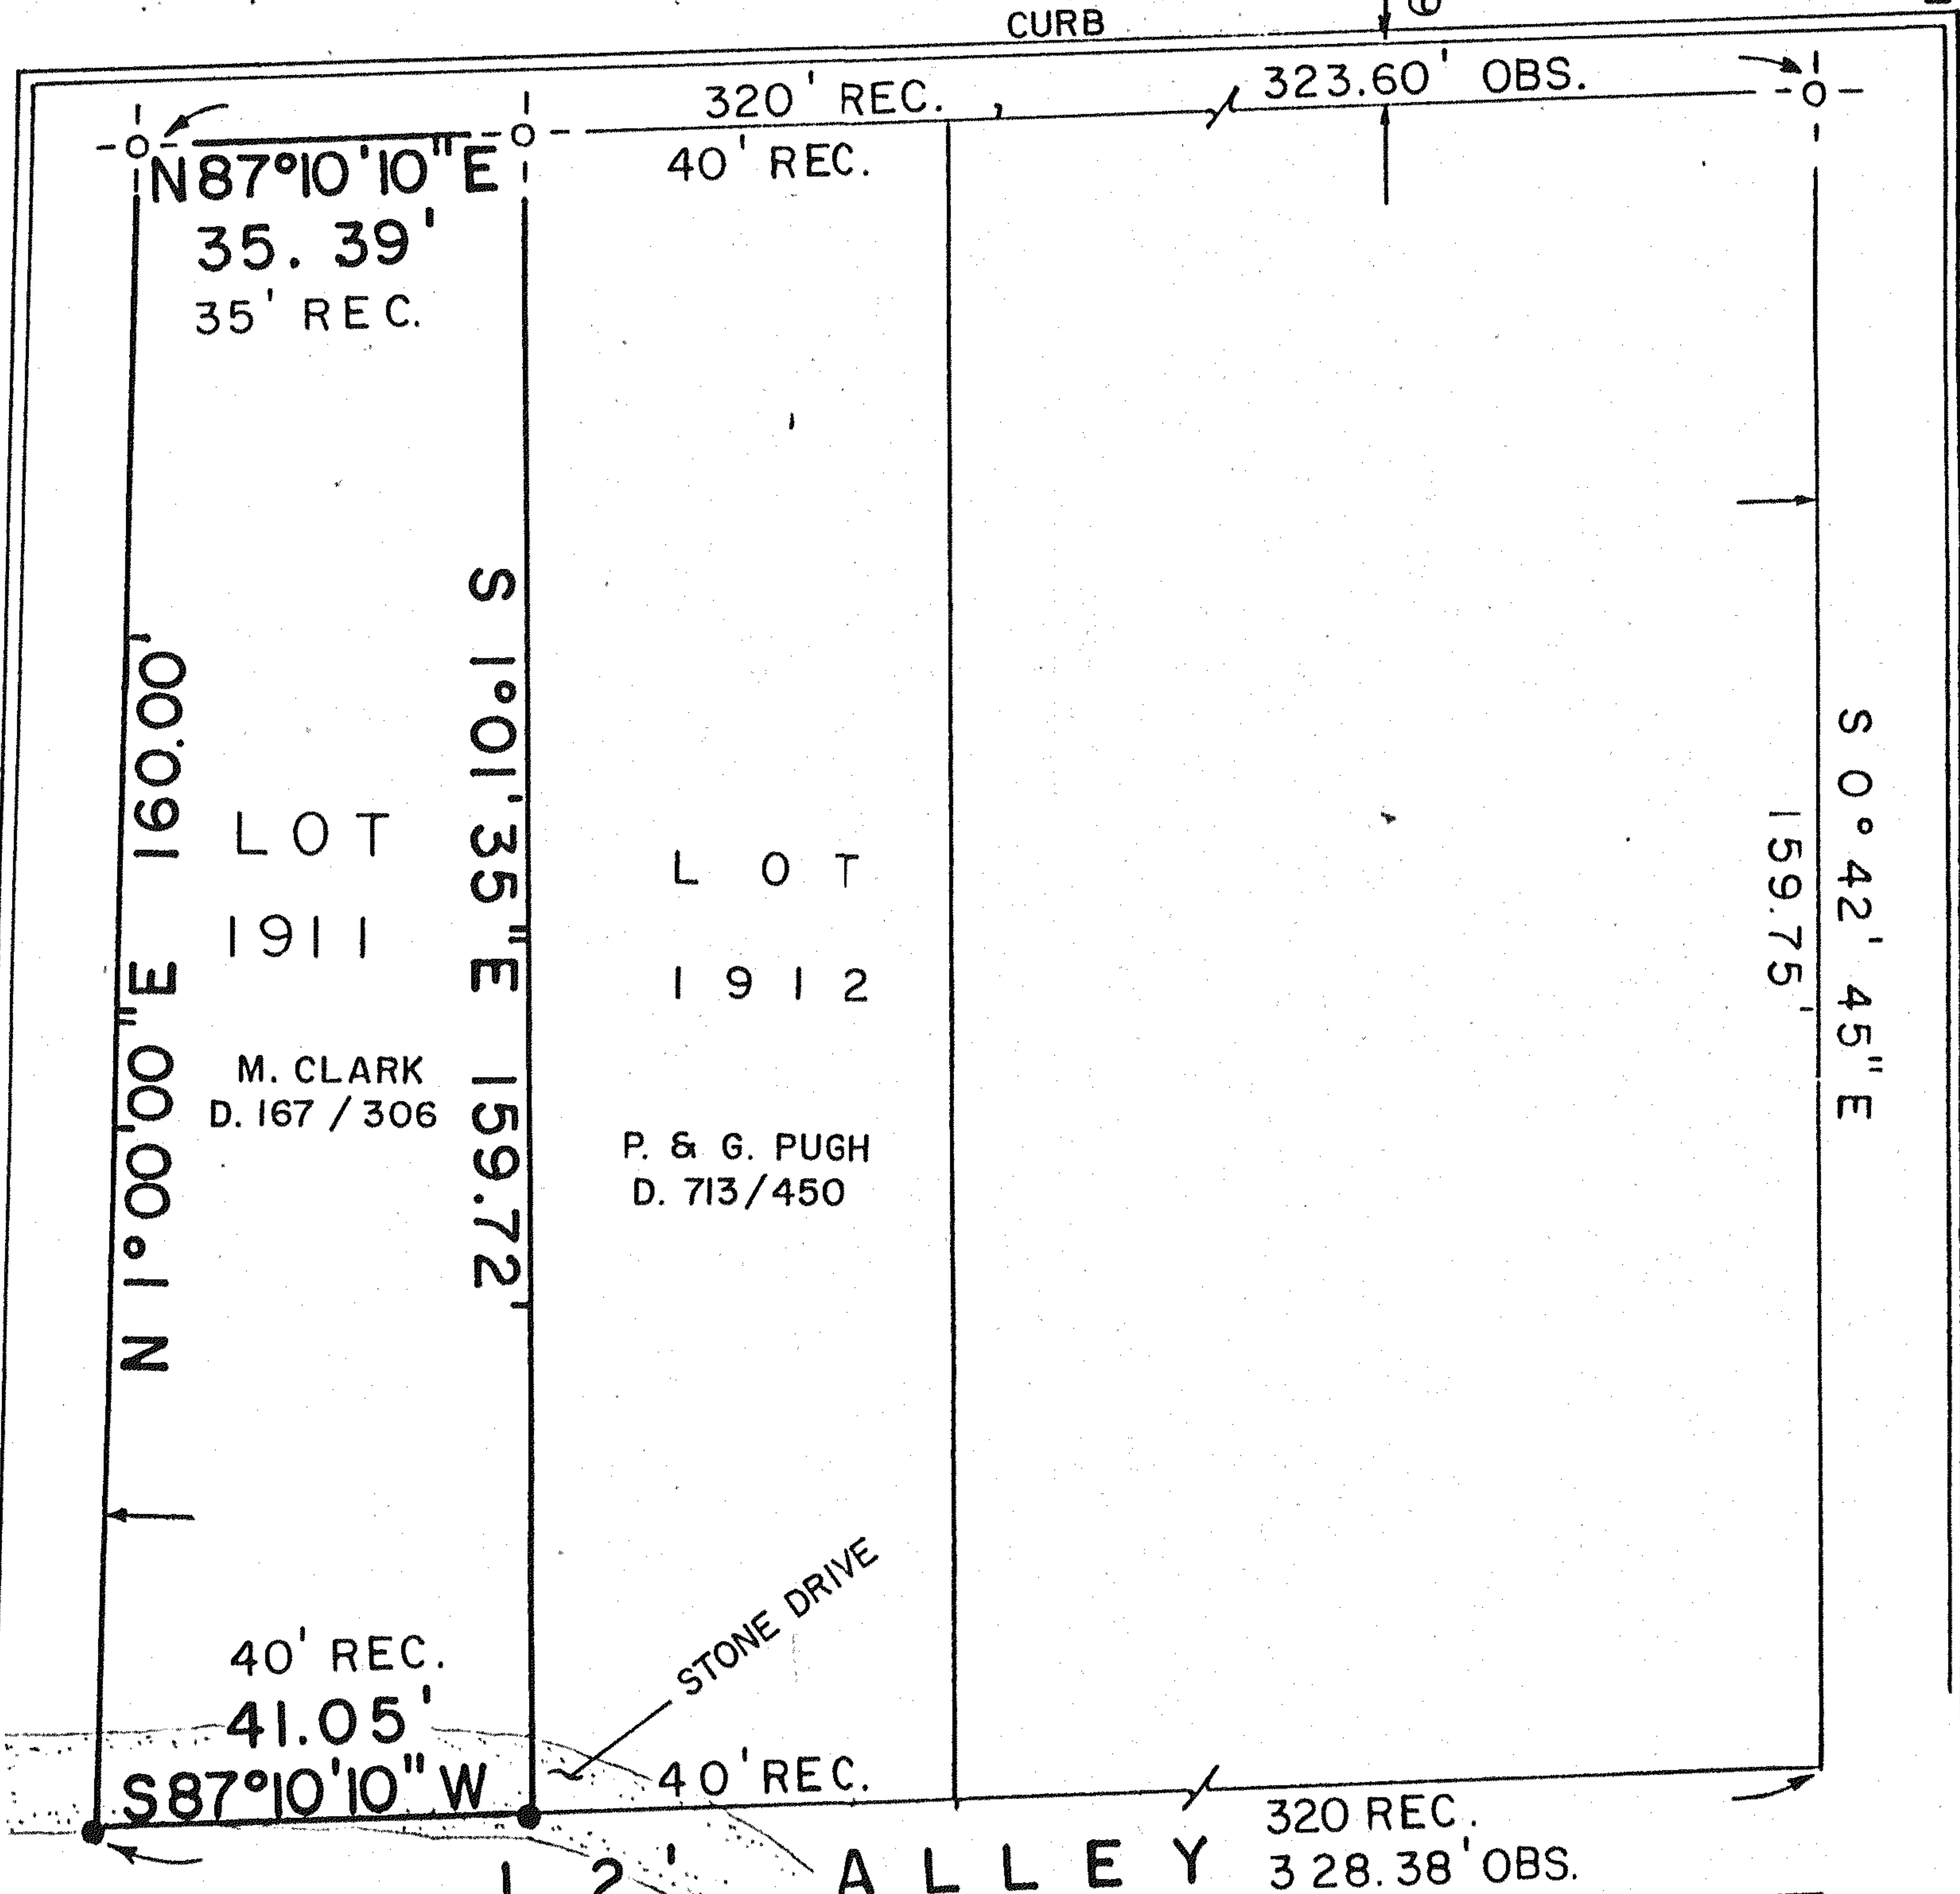 CURB
320' REC.
323.60' OBS.
N87°10'10"E
35.39'
35' REC.
40' REC.
N 1°00'00" E 160.00'
LOT
1911
M. CLARK
D. 167 / 306
S 1°01'35"E 159.72'
LOT
1912
P. & G. PUGH
D. 713/450
S 0°42'45"E
159.75'
STONE DRIVE
40' REC.
41.05'
S87°10'10"W
40' REC.
320 REC.
328.38' OBS.
12' ALLEY